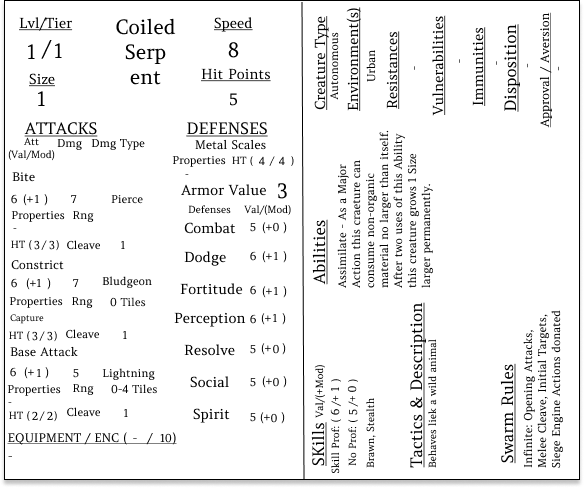 Lvl/Tier
1/1
Size
1
Coiled
Serp
ent
Speed
8
Hit Points
5
ATTACKS
Att Dmg Dmg Type
(Val/Mod)
Bite
6 (+1 ) 7 Pierce
Properties Rng
-
HT (3/3) Cleave 1
Constrict
6 (+1 ) 7 Bludgeon
Properties Rng 0 Tiles
Capture
HT (3/3) Cleave 1
Base Attack
6 (+1 ) 5 Lightning
Properties Rng 0-4 Tiles
-
HT (2/2) Cleave 1
EQUIPMENT / ENC ( - / 10)
-
DEFENSES
Metal Scales
Properties HT ( 4 / 4 )
-
Armor Value 3
Defenses Val/(Mod)
Combat 5 (+0 )
Dodge 6 (+1 )
Fortitude 6 (+1 )
Perception 6 (+1 )
Resolve 5 (+0 )
Social 5 (+0 )
Spirit 5 (+0 )
Creature Type
Autonomous
Environment(s)
Urban
Resistances
-
Vulnerabilities
-
Immunities
-
Disposition
-
Approval / Aversion
-
Abilities
Assimilate - As a Major
Action this craeture can
consume non-organic
material no larger than itself.
After two uses of this Ability
this creature grows 1 Size
larger permanently.
SKills Val/(+Mod)
Skill Prof: ( 6 /+ 1 )
No Prof: ( 5 /+ 0 )
Brawn, Stealth
Tactics & Description
Behaves liek a wild animal
Swarm Rules
Infinite: Opening Attacks,
Melee Cleave, Initial Targets,
Siege Engine Actions donated